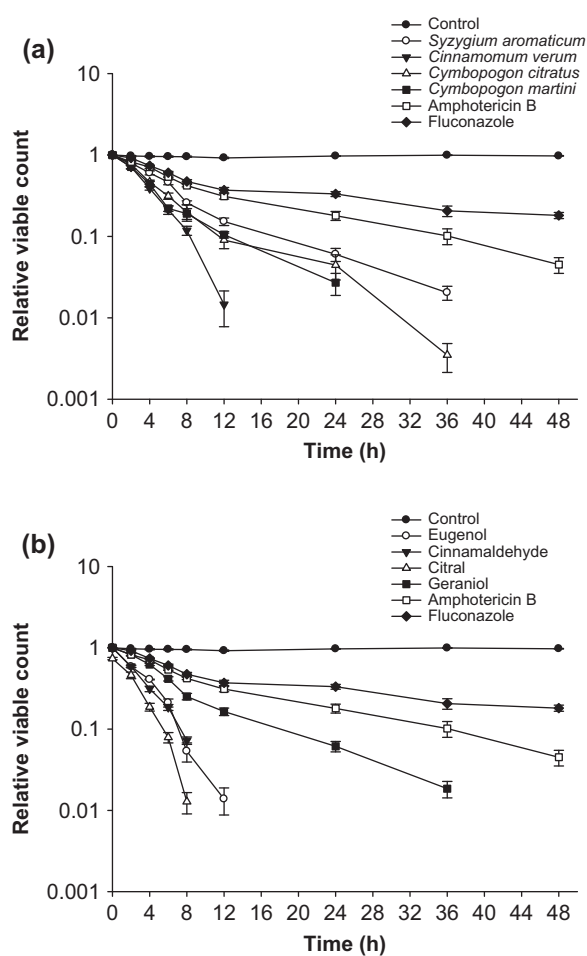 (a)
Control
Syzygium aromaticum
Cinnamomum verum
Cymbopogon citratus
Cymbopogon martini
Amphotericin B
Fluconazole
10
1
0.1
0.01
0.001
Relative viable count
0 4 8 12 16 20 24 28 32 36 40 44 48
Time (h)
(b)
Control
Eugenol
Cinnamaldehyde
Citral
Geraniol
Amphotericin B
Fluconazole
10
1
0.1
0.01
0.001
Relative viable count
0 4 8 12 16 20 24 28 32 36 40 44 48
Time (h)